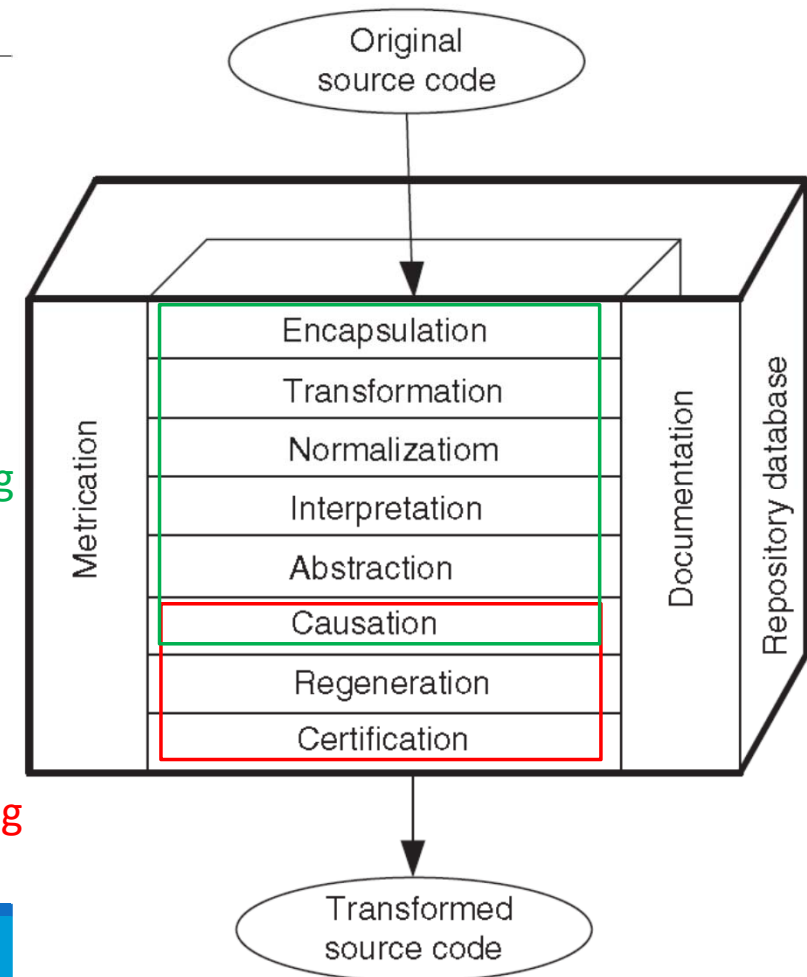 Original
source code
Encapsulation
Transformation
Normalizatiom
Interpretation
Abstraction
Causation
Regeneration
Certification
Metrication
Documentation
Repository database
g
g
Transformed
source code